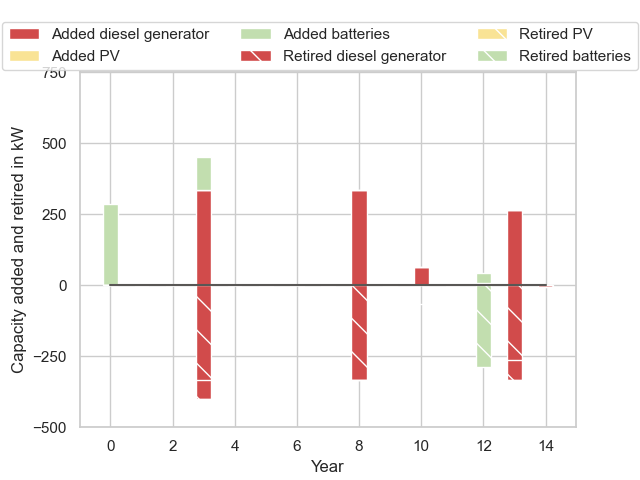 Added diesel generator Added batteries Retired PV
Added PV Retired diesel generator Retired batteries
750
500
250
0
−250
−500
Capacity added and retired in kW
0 2 4 6 8 10 12 14
Year